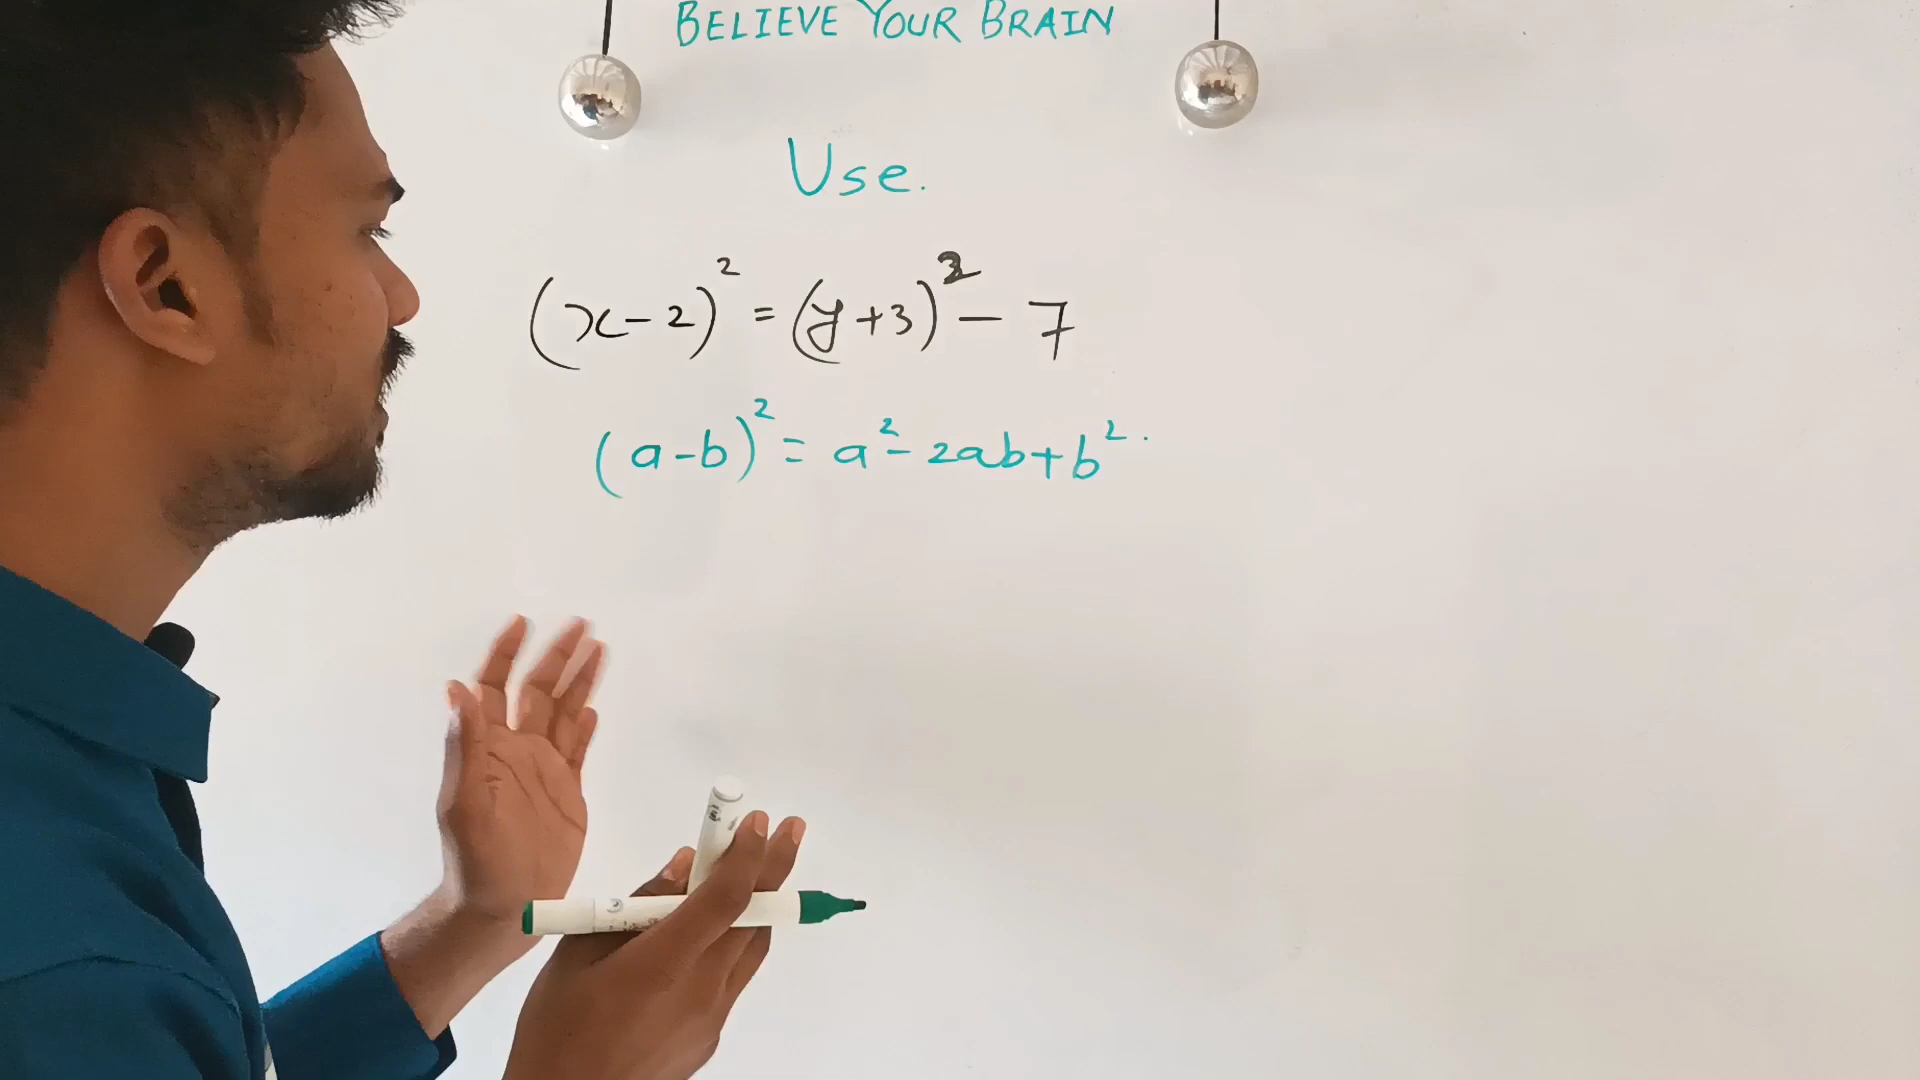 BELIEVE YOUR BRAIN
Use.
(x-2)² = (y+3)² - 7
(a-b)² = a² - 2ab + b².